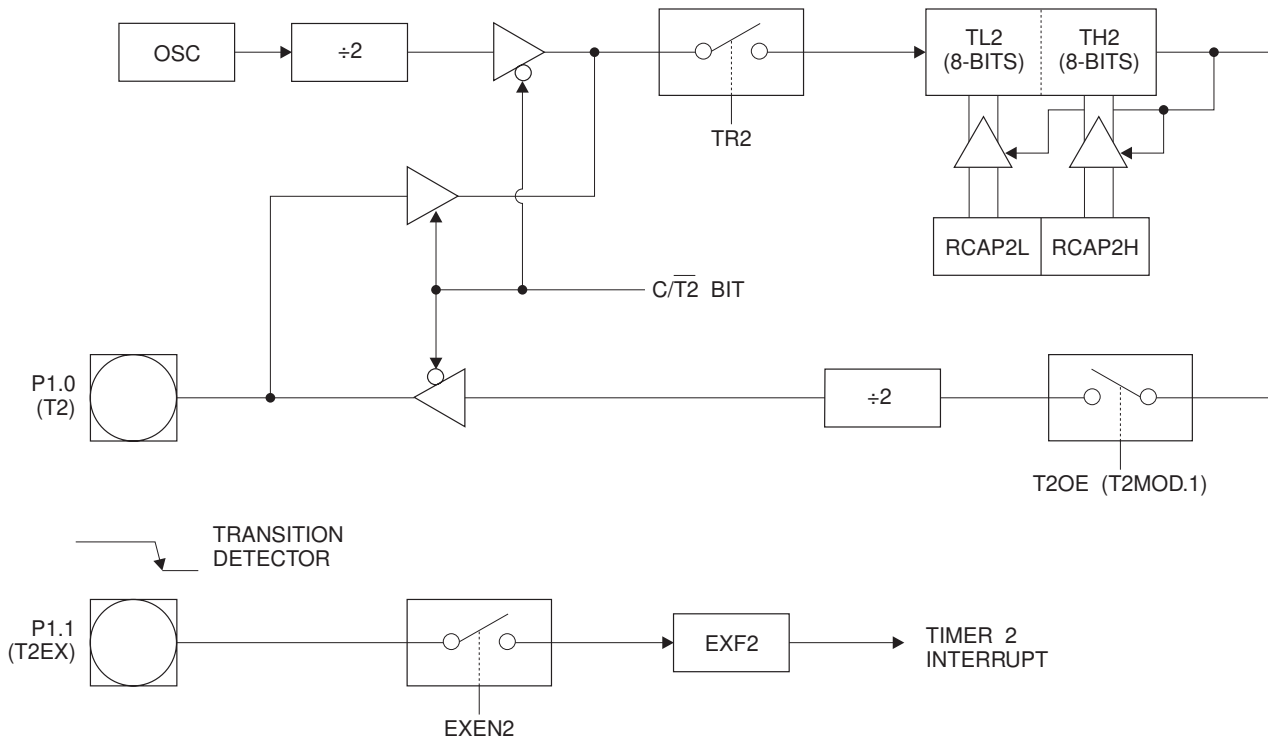 OSC
÷2
TR2
TL2
(8-BITS)
TH2
(8-BITS)
RCAP2L
RCAP2H
C/T̅2̅ BIT
P1.0
(T2)
÷2
T2OE (T2MOD.1)
TRANSITION
DETECTOR
P1.1
(T2EX)
EXEN2
EXF2
TIMER 2
INTERRUPT